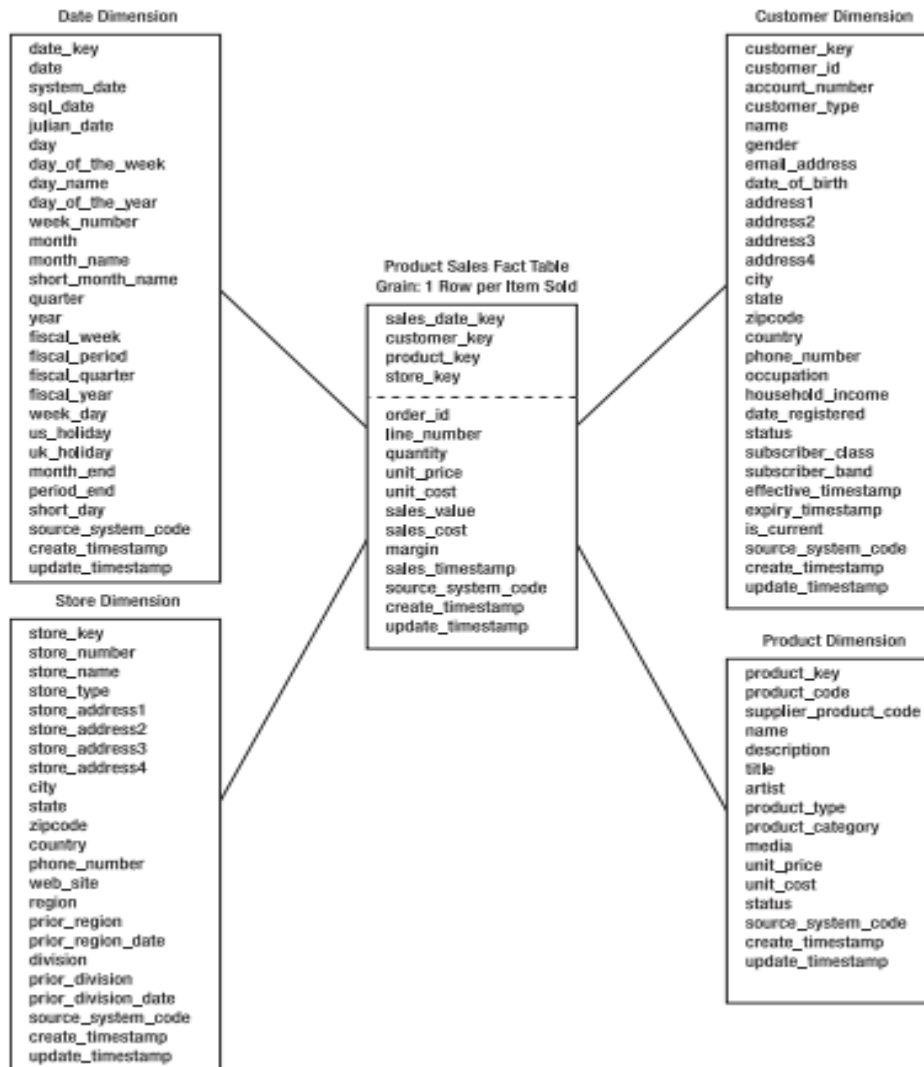 Date Dimension
date_key
date
system_date
sql_date
julian_date
day
day_of_the_week
day_name
day_of_the_year
week_number
month
month_name
short_month_name
quarter
year
fiscal_week
fiscal_period
fiscal_quarter
fiscal_year
week_day
us_holiday
uk_holiday
month_end
period_end
short_day
source_system_code
create_timestamp
update_timestamp
Store Dimension
store_key
store_number
store_name
store_type
store_address1
store_address2
store_address3
store_address4
city
state
zipcode
country
phone_number
web_site
region
prior_region
prior_region_date
division
prior_division
prior_division_date
source_system_code
create_timestamp
update_timestamp
Product Sales Fact Table
Grain: 1 Row per Item Sold
sales_date_key
customer_key
product_key
store_key
order_id
line_number
quantity
unit_price
unit_cost
sales_value
sales_cost
margin
sales_timestamp
source_system_code
create_timestamp
update_timestamp
Customer Dimension
customer_key
customer_id
account_number
customer_type
name
gender
email_address
date_of_birth
address1
address2
address3
address4
city
state
zipcode
country
phone_number
occupation
household_income
date_registered
status
subscriber_class
subscriber_band
effective_timestamp
expiry_timestamp
is_current
source_system_code
create_timestamp
update_timestamp
Product Dimension
product_key
product_code
supplier_product_code
name
description
title
artist
product_type
product_category
media
unit_price
unit_cost
status
source_system_code
create_timestamp
update_timestamp